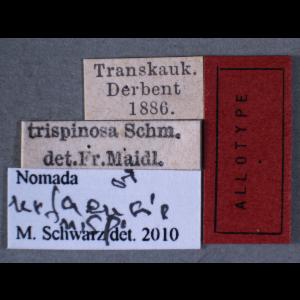 Transkauk.
Derbent
1886.
trispinosa Schm.
det. Fr. Maidl.
ALLOTYPE
Nomada ♂
M. Schwarz det. 2010